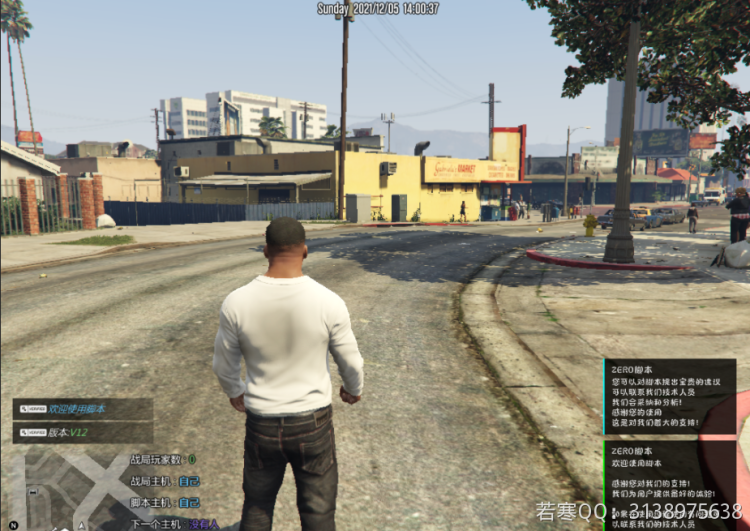 Sunday 2021/12/05 14:00:37
MARKET
ZERO脚本
您可以对脚本提出宝贵的建议
可以联系我们技术人员
我们会采纳和分析!
感谢您的使用
这是对我们最大的支持!
VERIFIED 欢迎使用脚本
VERIFIED 版本:V12
ZERO脚本
欢迎使用脚本
感谢您对我们的支持!
我们为用户提供最好的体验!
队联系我们技术人员
战局玩家数: 0
战局主机: 自己
脚本主机: 自己
下一个主机: 没有人
N
若寒QQ:3138975638